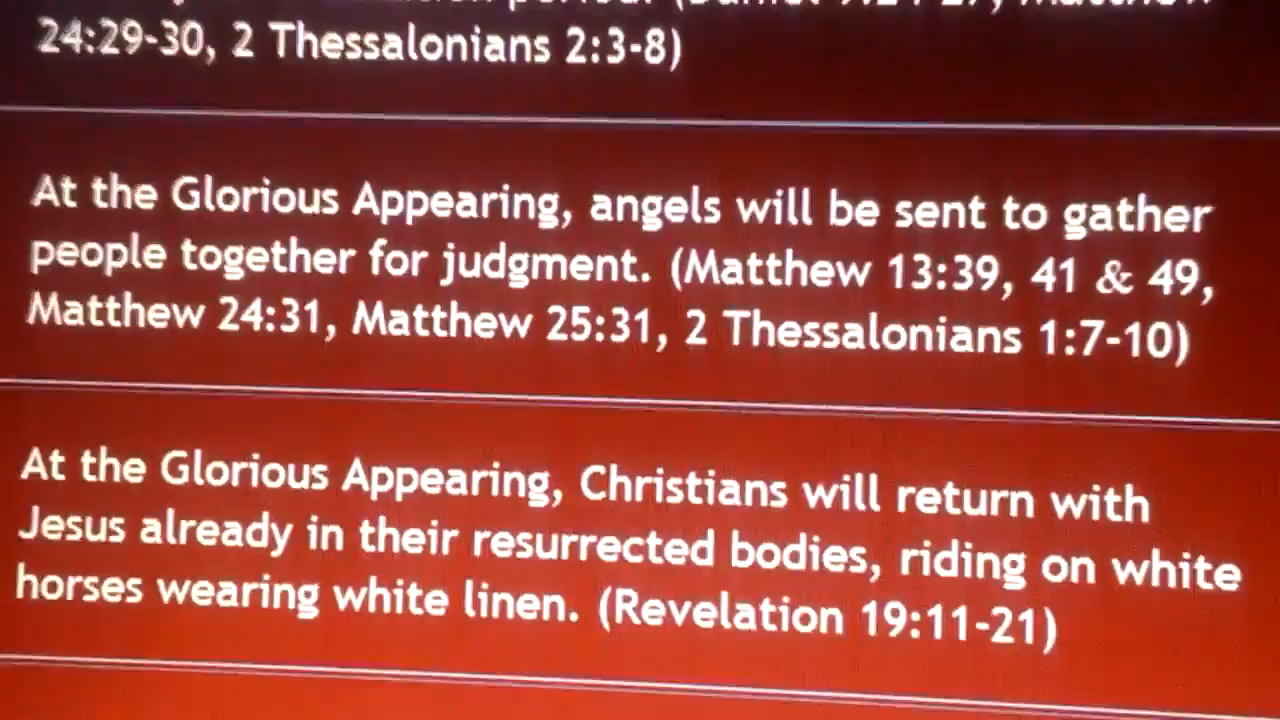 24:29-30, 2 Thessalonians 2:3-8)
At the Glorious Appearing, angels will be sent to gather
people together for judgment. (Matthew 13:39, 41 & 49,
Matthew 24:31, Matthew 25:31, 2 Thessalonians 1:7-10)
At the Glorious Appearing, Christians will return with
Jesus already in their resurrected bodies, riding on white
horses wearing white linen. (Revelation 19:11-21)